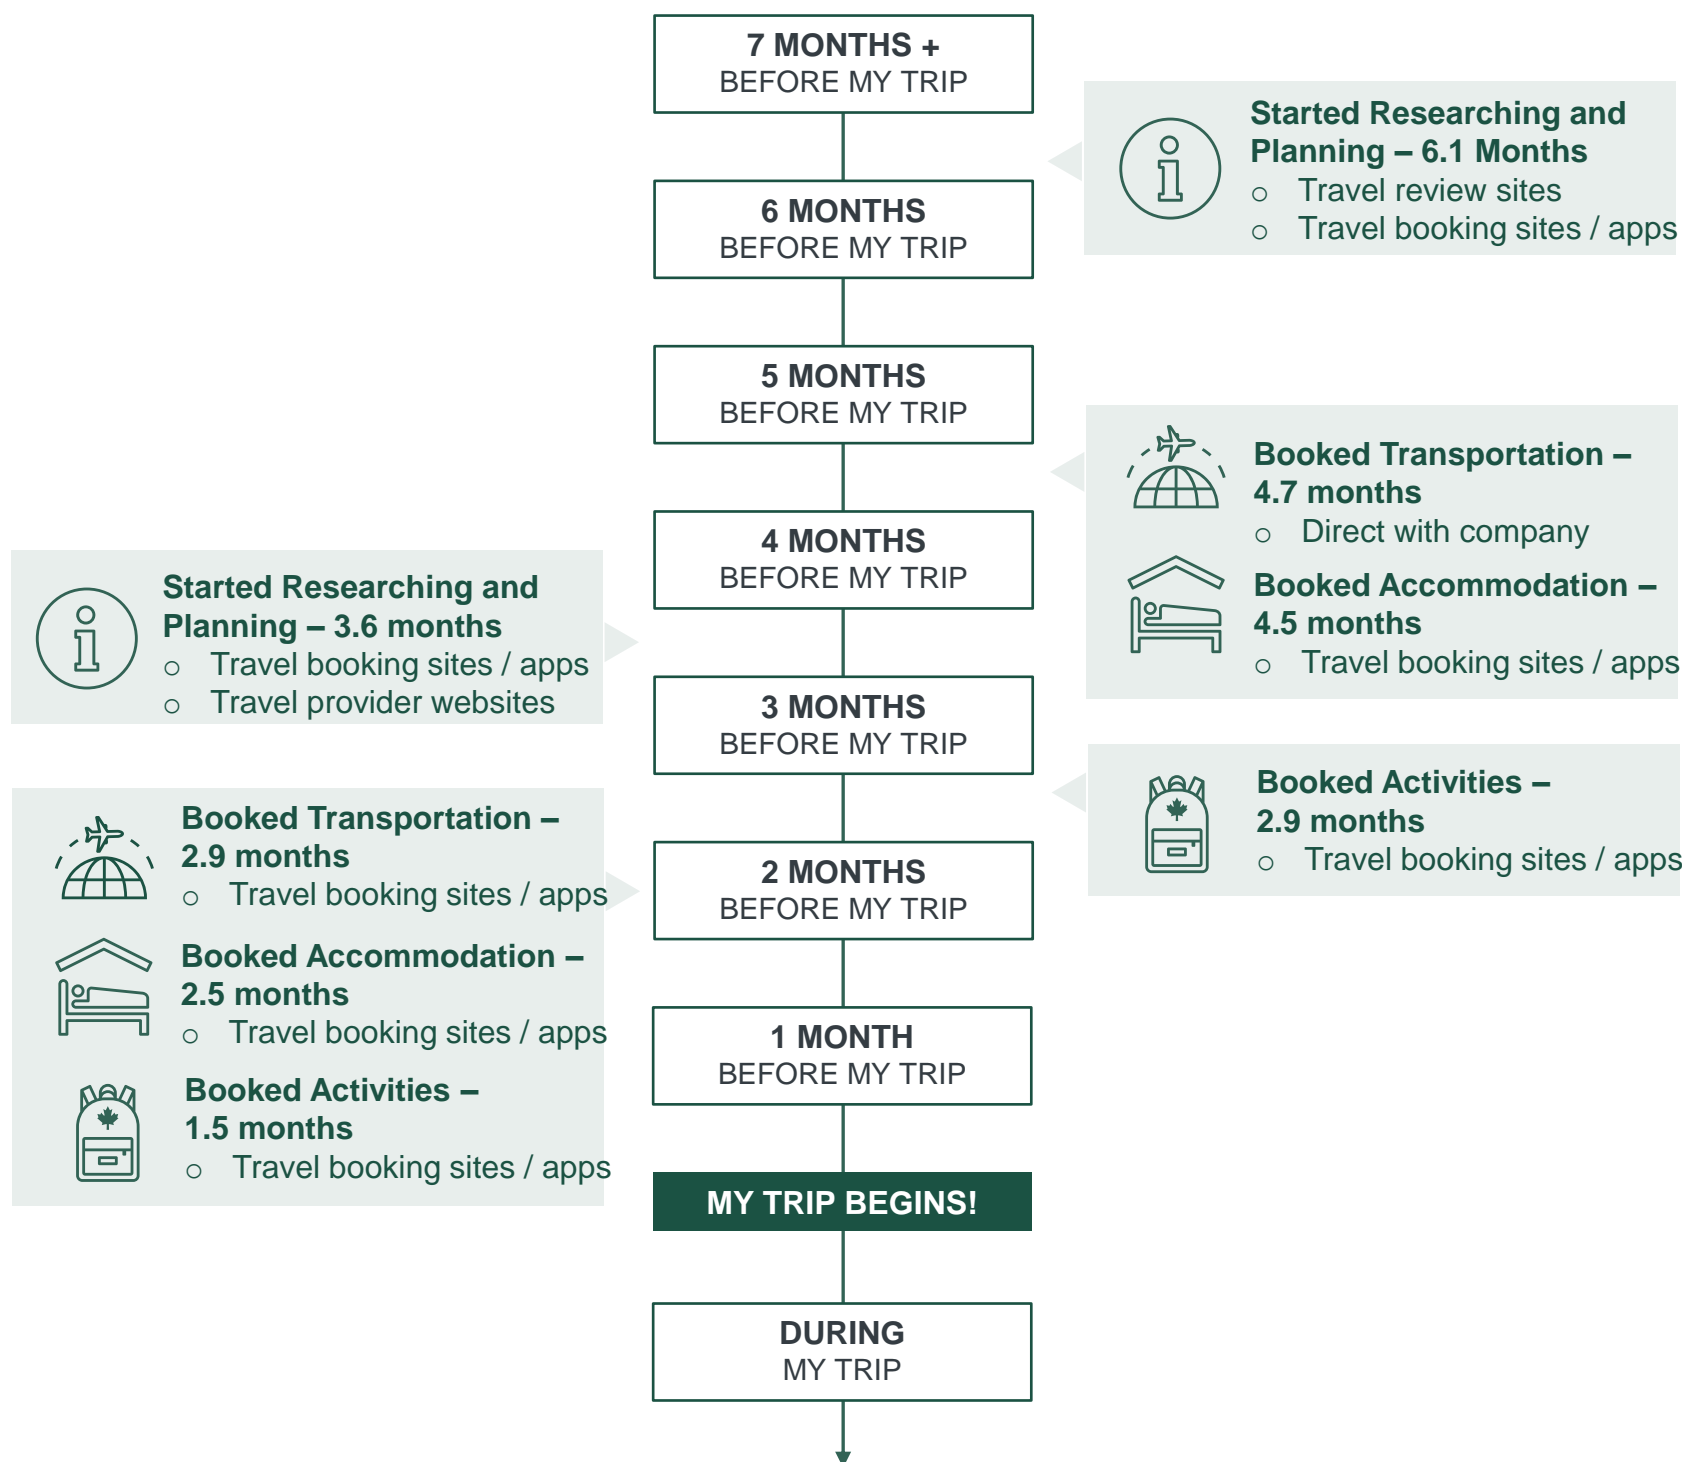 7 MONTHS +
BEFORE MY TRIP
Started Researching and
Planning – 6.1 Months
o Travel review sites
o Travel booking sites / apps
6 MONTHS
BEFORE MY TRIP
5 MONTHS
BEFORE MY TRIP
Booked Transportation –
4.7 months
o Direct with company
Booked Accommodation –
4.5 months
o Travel booking sites / apps
4 MONTHS
BEFORE MY TRIP
Started Researching and
Planning – 3.6 months
o Travel booking sites / apps
o Travel provider websites
3 MONTHS
BEFORE MY TRIP
Booked Activities –
2.9 months
o Travel booking sites / apps
Booked Transportation –
2.9 months
o Travel booking sites / apps
Booked Accommodation –
2.5 months
o Travel booking sites / apps
Booked Activities –
1.5 months
o Travel booking sites / apps
2 MONTHS
BEFORE MY TRIP
1 MONTH
BEFORE MY TRIP
MY TRIP BEGINS!
DURING
MY TRIP